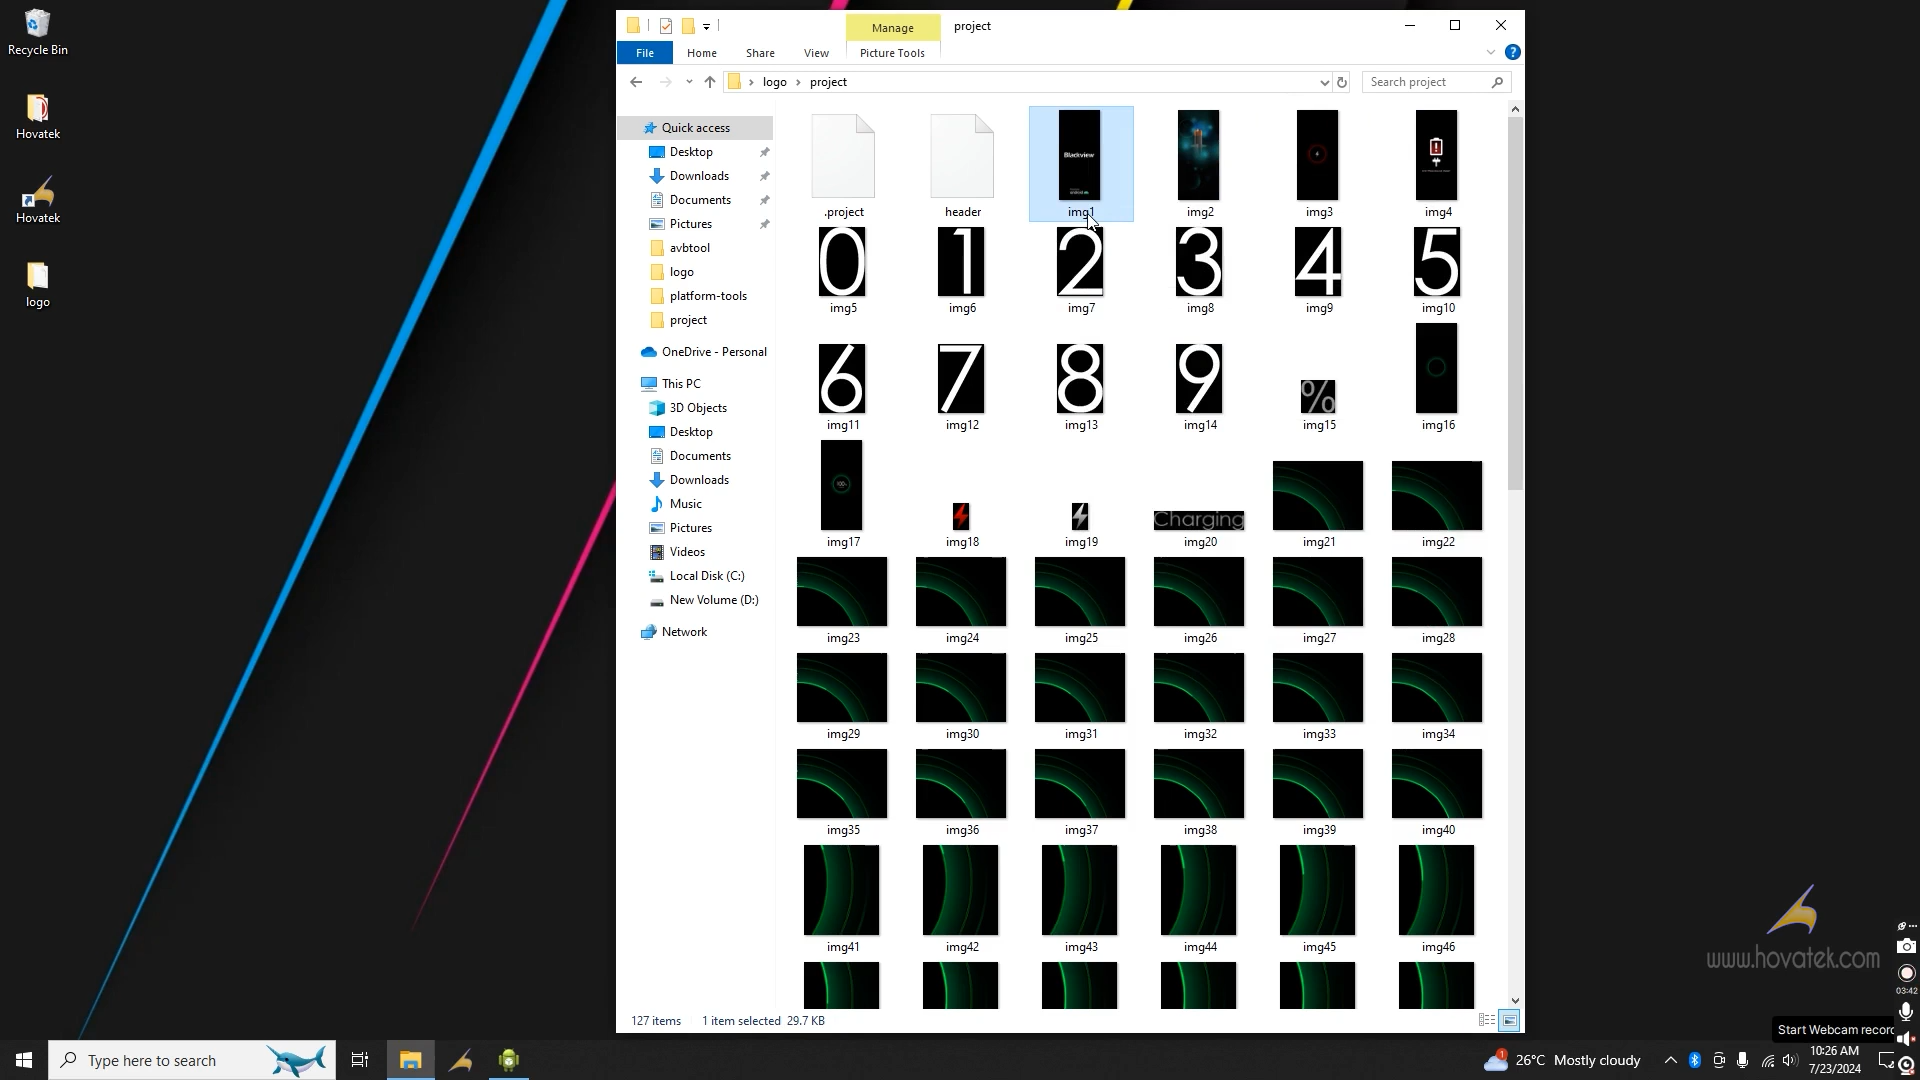 Recycle Bin
Hovatek
Hovatek
logo
Manage
project
File
Home
Share
View
Picture Tools
logo
project
Search project
Quick access
Desktop
Downloads
Documents
Pictures
avbtool
logo
platform-tools
project
OneDrive - Personal
This PC
3D Objects
Desktop
Documents
Downloads
Music
Pictures
Videos
Local Disk (C:)
New Volume (D:)
Network
Blackview
android
.project
header
img1
img2
img3
img4
0
1
2
3
4
5
img5
img6
img7
img8
img9
img10
6
7
8
9
%
img11
img12
img13
img14
img15
img16
Charging
img17
img18
img19
img20
img21
img22
img23
img24
img25
img26
img27
img28
img29
img30
img31
img32
img33
img34
img35
img36
img37
img38
img39
img40
img41
img42
img43
img44
img45
img46
127 items
1 item selected 29.7 KB
www.hovatek.com
03:42
Start Webcam record
Type here to search
1
26°C Mostly cloudy
10:26 AM
7/23/2024